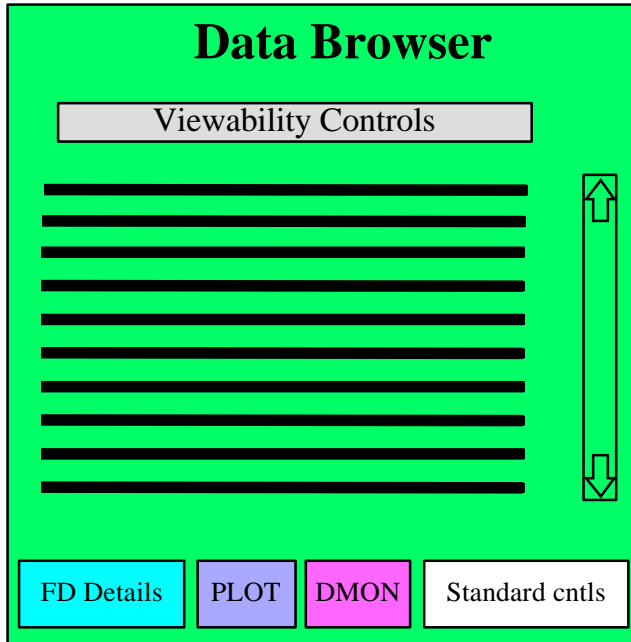 Data Browser
Viewability Controls
FD Details
PLOT
DMON
Standard cntls